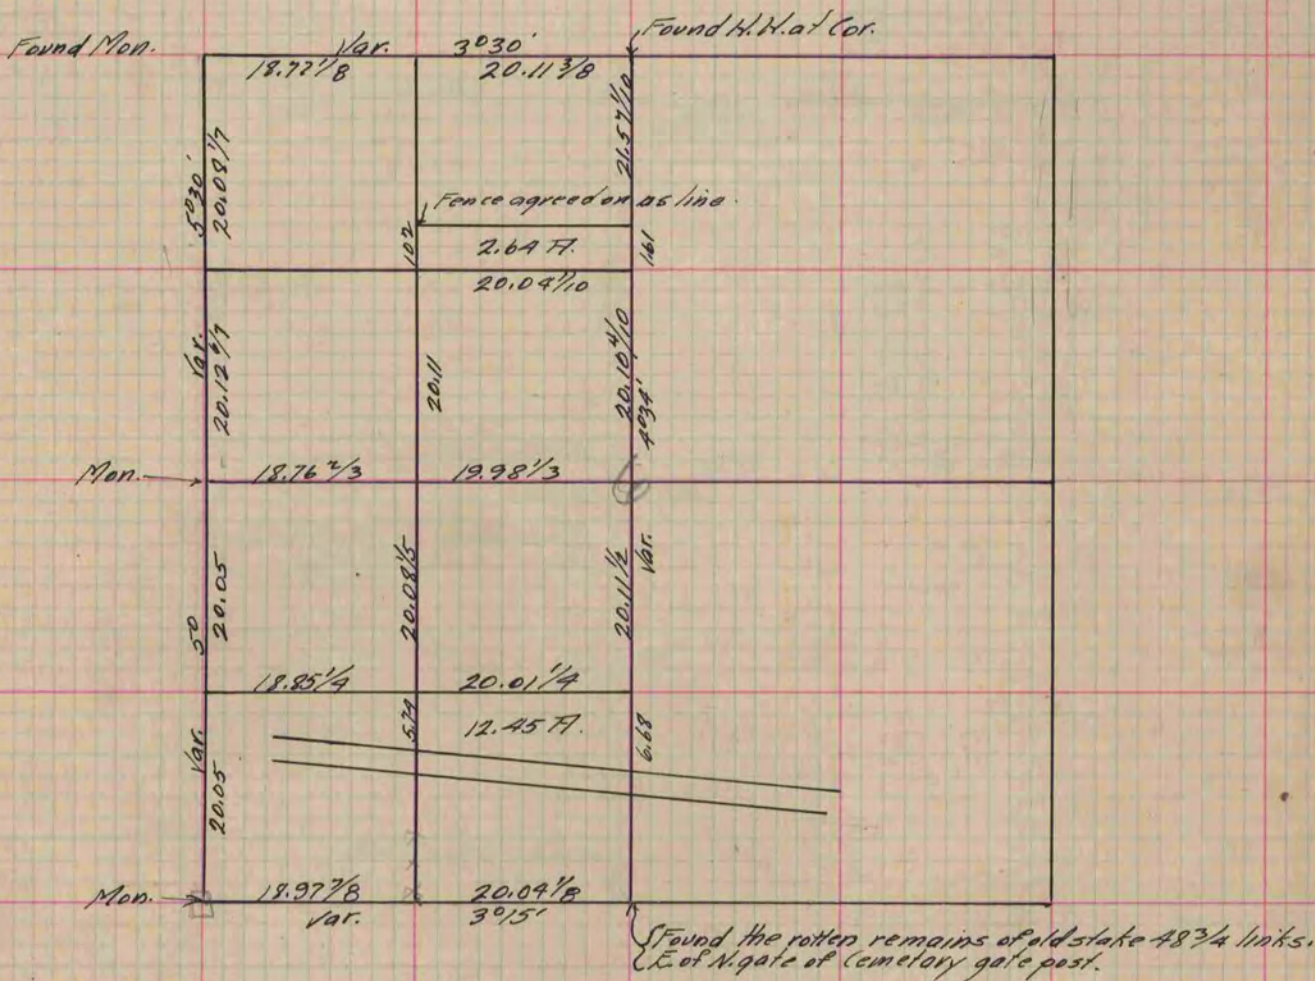 Found H.H. at Cor.
Found Mon.
Var. 3°30'
18.72 1/8
20.11 3/8
5°30'
20.08 1/7
21.57 1/10
Fence agreed on as line.
102
2.64 A.
1.61
20.04 1/10
Var.
20.12 6/7
20.11
20.10 4/10
4°34'
Mon.
18.76 2/3
19.98 1/3
6
5°
20.05
20.08 1/5
20.11 1/2
Var.
18.85 1/4
20.01 1/4
Var.
20.05
5.74
12.45 A.
6.68
Mon.
18.97 7/8
20.04 1/8
Var. 3°15'
Found the rotten remains of old stake 48 3/4 links.
E. of N. gate of Cemetary gate post.